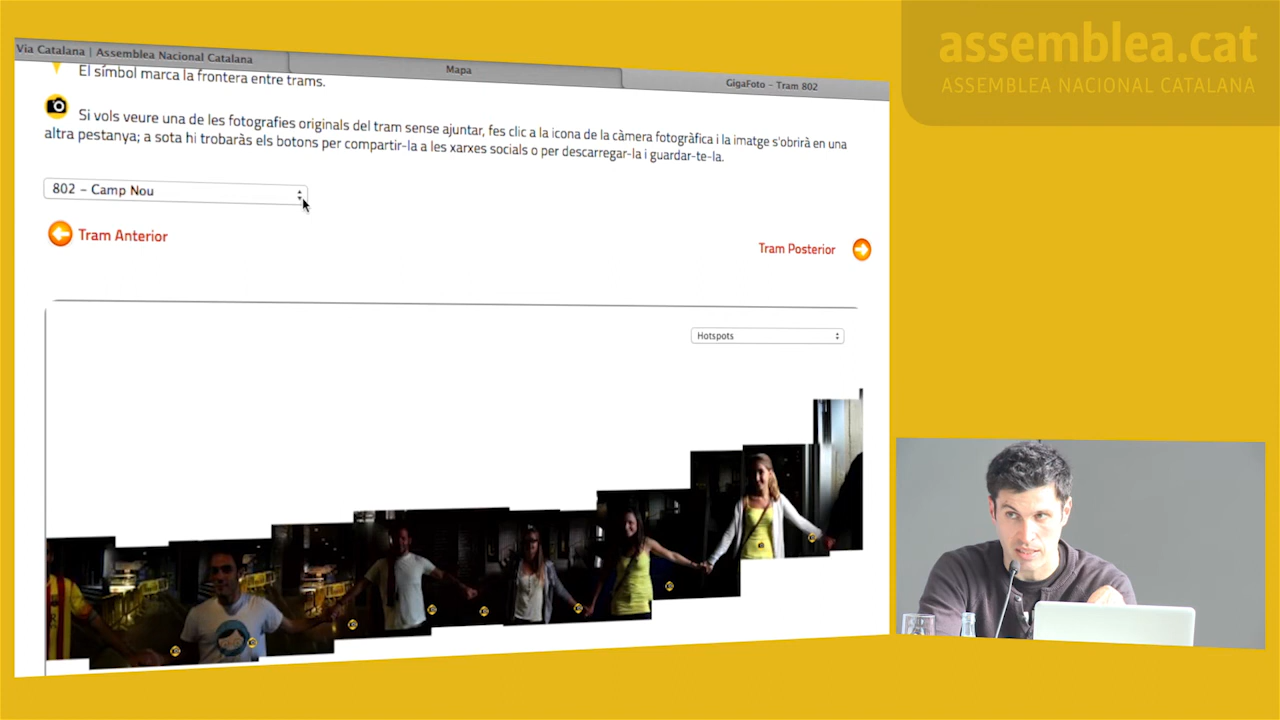 assemblea.cat
ASSEMBLEA NACIONAL CATALANA
Via Catalana | Assemblea Nacional Catalana
Mapa
GigaFoto – Tram 802
El símbol marca la frontera entre trams.
Si vols veure una de les fotografies originals del tram sense ajuntar, fes clic a la icona de la càmera fotogràfica i la imatge s'obrirà en una
altra pestanya; a sota hi trobaràs els botons per compartir-la a les xarxes socials o per descarregar-la i guardar-te-la.
802 – Camp Nou
Tram Anterior
Tram Posterior
Hotspots